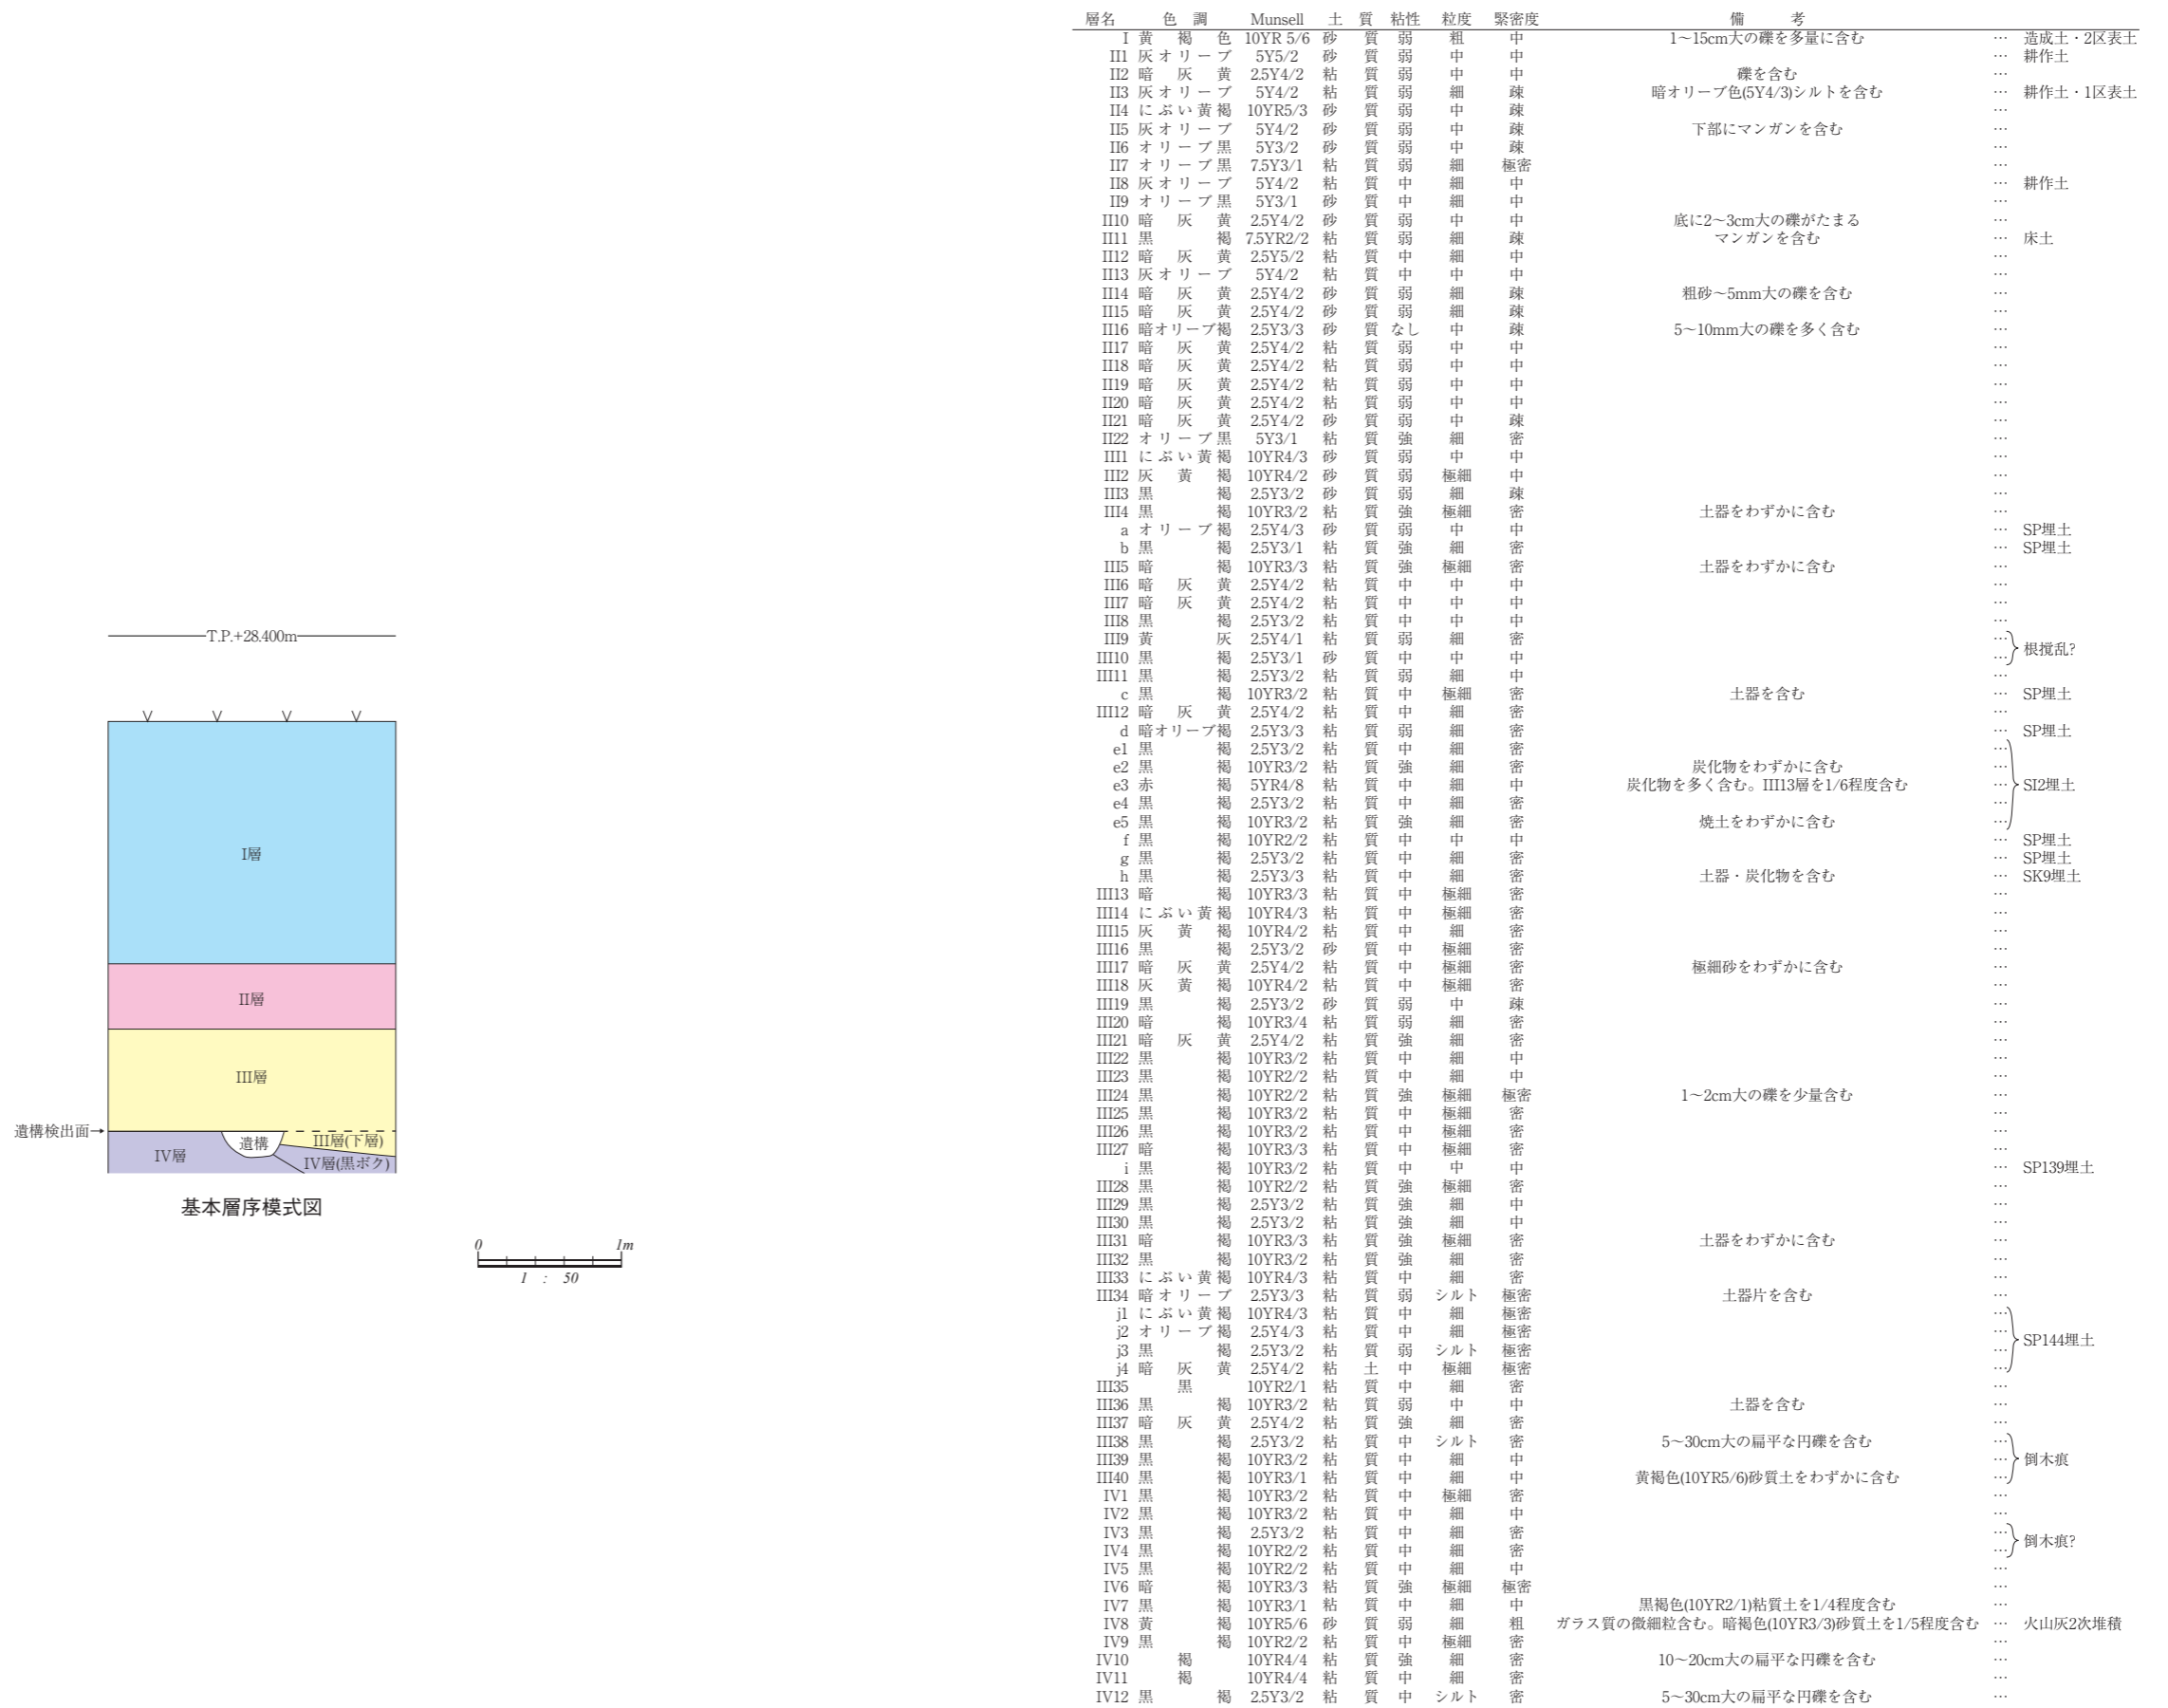 T.P.+28.400m
I層
II層
III層
遺構検出面→
遺構
III層(下層)
IV層
IV層(黒ボク)
基本層序模式図
0 1m
1 : 50
層名 色調 Munsell 土質 粘性 粒度 緊密度 備考
I 黄褐色 10YR 5/6 砂質 弱 粗 中 1～15cm大の礫を多量に含む … 造成土・2区表土
II1 灰オリーブ 5Y5/2 砂質 弱 中 中 … 耕作土
II2 暗灰黄 2.5Y4/2 粘質 弱 中 中 礫を含む …
II3 灰オリーブ 5Y4/2 粘質 弱 細 疎 暗オリーブ色(5Y4/3)シルトを含む … 耕作土・1区表土
II4 にぶい黄褐 10YR5/3 砂質 弱 中 疎 …
II5 灰オリーブ 5Y4/2 砂質 弱 中 疎 下部にマンガンを含む …
II6 オリーブ黒 5Y3/2 砂質 弱 中 疎 …
II7 オリーブ黒 7.5Y3/1 粘質 弱 細 極密 …
II8 灰オリーブ 5Y4/2 粘質 中 細 中 … 耕作土
II9 オリーブ黒 5Y3/1 砂質 中 細 中 …
II10 暗灰黄 2.5Y4/2 砂質 弱 中 中 底に2～3cm大の礫がたまる …
II11 黒褐 7.5YR2/2 粘質 弱 細 疎 マンガンを含む … 床土
II12 暗灰黄 2.5Y5/2 粘質 中 細 中 …
II13 灰オリーブ 5Y4/2 粘質 中 中 中 …
II14 暗灰黄 2.5Y4/2 砂質 弱 細 疎 粗砂～5mm大の礫を含む …
II15 暗灰黄 2.5Y4/2 砂質 弱 細 疎 …
II16 暗オリーブ褐 2.5Y3/3 砂質 なし 中 疎 5～10mm大の礫を多く含む …
II17 暗灰黄 2.5Y4/2 粘質 弱 中 中 …
II18 暗灰黄 2.5Y4/2 粘質 弱 中 中 …
II19 暗灰黄 2.5Y4/2 粘質 弱 中 中 …
II20 暗灰黄 2.5Y4/2 粘質 弱 中 中 …
II21 暗灰黄 2.5Y4/2 砂質 弱 中 疎 …
II22 オリーブ黒 5Y3/1 粘質 強 細 密 …
III1 にぶい黄褐 10YR4/3 砂質 弱 中 中 …
III2 灰黄褐 10YR4/2 砂質 弱 極細 中 …
III3 黒褐 2.5Y3/2 砂質 弱 細 疎 …
III4 黒褐 10YR3/2 粘質 強 極細 密 土器をわずかに含む …
a オリーブ褐 2.5Y4/3 砂質 弱 中 中 … SP埋土
b 黒褐 2.5Y3/1 粘質 強 細 密 … SP埋土
III5 暗褐 10YR3/3 粘質 強 極細 密 土器をわずかに含む …
III6 暗灰黄 2.5Y4/2 粘質 中 中 中 …
III7 暗灰黄 2.5Y4/2 粘質 中 中 中 …
III8 黒褐 2.5Y3/2 粘質 中 中 中 …
III9 黄灰 2.5Y4/1 粘質 弱 細 密 …
根撹乱?
III10 黒褐 2.5Y3/1 砂質 中 中 中 …
III11 黒褐 2.5Y3/2 粘質 弱 細 中 …
c 黒褐 10YR3/2 粘質 中 極細 密 土器を含む … SP埋土
III12 暗灰黄 2.5Y4/2 粘質 中 細 密 …
d 暗オリーブ褐 2.5Y3/3 粘質 弱 細 密 … SP埋土
e1 黒褐 2.5Y3/2 粘質 中 細 密 …
e2 黒褐 10YR3/2 粘質 強 細 密 炭化物をわずかに含む …
e3 赤褐 5YR4/8 粘質 中 細 中 炭化物を多く含む。III13層を1/6程度含む … SI2埋土
e4 黒褐 2.5Y3/2 粘質 中 細 密 …
e5 黒褐 10YR3/2 粘質 強 細 密 焼土をわずかに含む …
f 黒褐 10YR2/2 粘質 中 中 中 … SP埋土
g 黒褐 2.5Y3/2 粘質 中 細 密 … SP埋土
h 黒褐 2.5Y3/3 粘質 中 細 密 土器・炭化物を含む … SK9埋土
III13 暗褐 10YR3/3 粘質 中 極細 密 …
III14 にぶい黄褐 10YR4/3 粘質 中 極細 密 …
III15 灰黄褐 10YR4/2 粘質 中 細 密 …
III16 黒褐 2.5Y3/2 砂質 中 極細 密 …
III17 暗灰黄 2.5Y4/2 粘質 中 極細 密 極細砂をわずかに含む …
III18 灰黄褐 10YR4/2 粘質 中 極細 密 …
III19 黒褐 2.5Y3/2 砂質 弱 中 疎 …
III20 暗褐 10YR3/4 粘質 弱 細 密 …
III21 暗灰黄 2.5Y4/2 粘質 強 細 密 …
III22 黒褐 10YR3/2 粘質 中 細 中 …
III23 黒褐 10YR2/2 粘質 中 細 中 …
III24 黒褐 10YR2/2 粘質 強 極細 極密 1～2cm大の礫を少量含む …
III25 黒褐 10YR3/2 粘質 中 極細 密 …
III26 黒褐 10YR3/2 粘質 中 極細 密 …
III27 暗褐 10YR3/3 粘質 中 極細 密 …
i 黒褐 10YR3/2 粘質 中 中 中 … SP139埋土
III28 黒褐 10YR2/2 粘質 強 極細 密 …
III29 黒褐 2.5Y3/2 粘質 強 細 中 …
III30 黒褐 2.5Y3/2 粘質 強 細 中 …
III31 暗褐 10YR3/3 粘質 強 極細 密 土器をわずかに含む …
III32 黒褐 10YR3/2 粘質 強 細 密 …
III33 にぶい黄褐 10YR4/3 粘質 中 細 密 …
III34 暗オリーブ 2.5Y3/3 粘質 弱 シルト 極密 土器片を含む …
j1 にぶい黄褐 10YR4/3 粘質 中 細 極密 …
j2 オリーブ褐 2.5Y4/3 粘質 中 細 極密 …
SP144埋土
j3 黒褐 2.5Y3/2 粘質 弱 シルト 極密 …
j4 暗灰黄 2.5Y4/2 粘土 中 極細 極密 …
III35 黒 10YR2/1 粘質 中 細 密 …
III36 黒褐 10YR3/2 粘質 弱 中 中 土器を含む …
III37 暗灰黄 2.5Y4/2 粘質 強 細 密 …
III38 黒褐 2.5Y3/2 粘質 中 シルト 密 5～30cm大の扁平な円礫を含む …
III39 黒褐 10YR3/2 粘質 中 細 中 … 倒木痕
III40 黒褐 10YR3/1 粘質 中 細 中 黄褐色(10YR5/6)砂質土をわずかに含む …
IV1 黒褐 10YR3/2 粘質 中 極細 密 …
IV2 黒褐 10YR3/2 粘質 中 細 中 …
IV3 黒褐 2.5Y3/2 粘質 中 細 密 …
倒木痕?
IV4 黒褐 10YR2/2 粘質 中 細 密 …
IV5 黒褐 10YR2/2 粘質 中 細 中 …
IV6 暗褐 10YR3/3 粘質 強 極細 極密 …
IV7 黒褐 10YR3/1 粘質 中 細 中 黒褐色(10YR2/1)粘質土を1/4程度含む …
IV8 黄褐 10YR5/6 砂質 弱 細 粗 ガラス質の微細粒含む。暗褐色(10YR3/3)砂質土を1/5程度含む … 火山灰2次堆積
IV9 黒褐 10YR2/2 粘質 中 極細 密 …
IV10 褐 10YR4/4 粘質 強 細 密 10～20cm大の扁平な円礫を含む …
IV11 褐 10YR4/4 粘質 中 細 密 …
IV12 黒褐 2.5Y3/2 粘質 中 シルト 密 5～30cm大の扁平な円礫を含む …